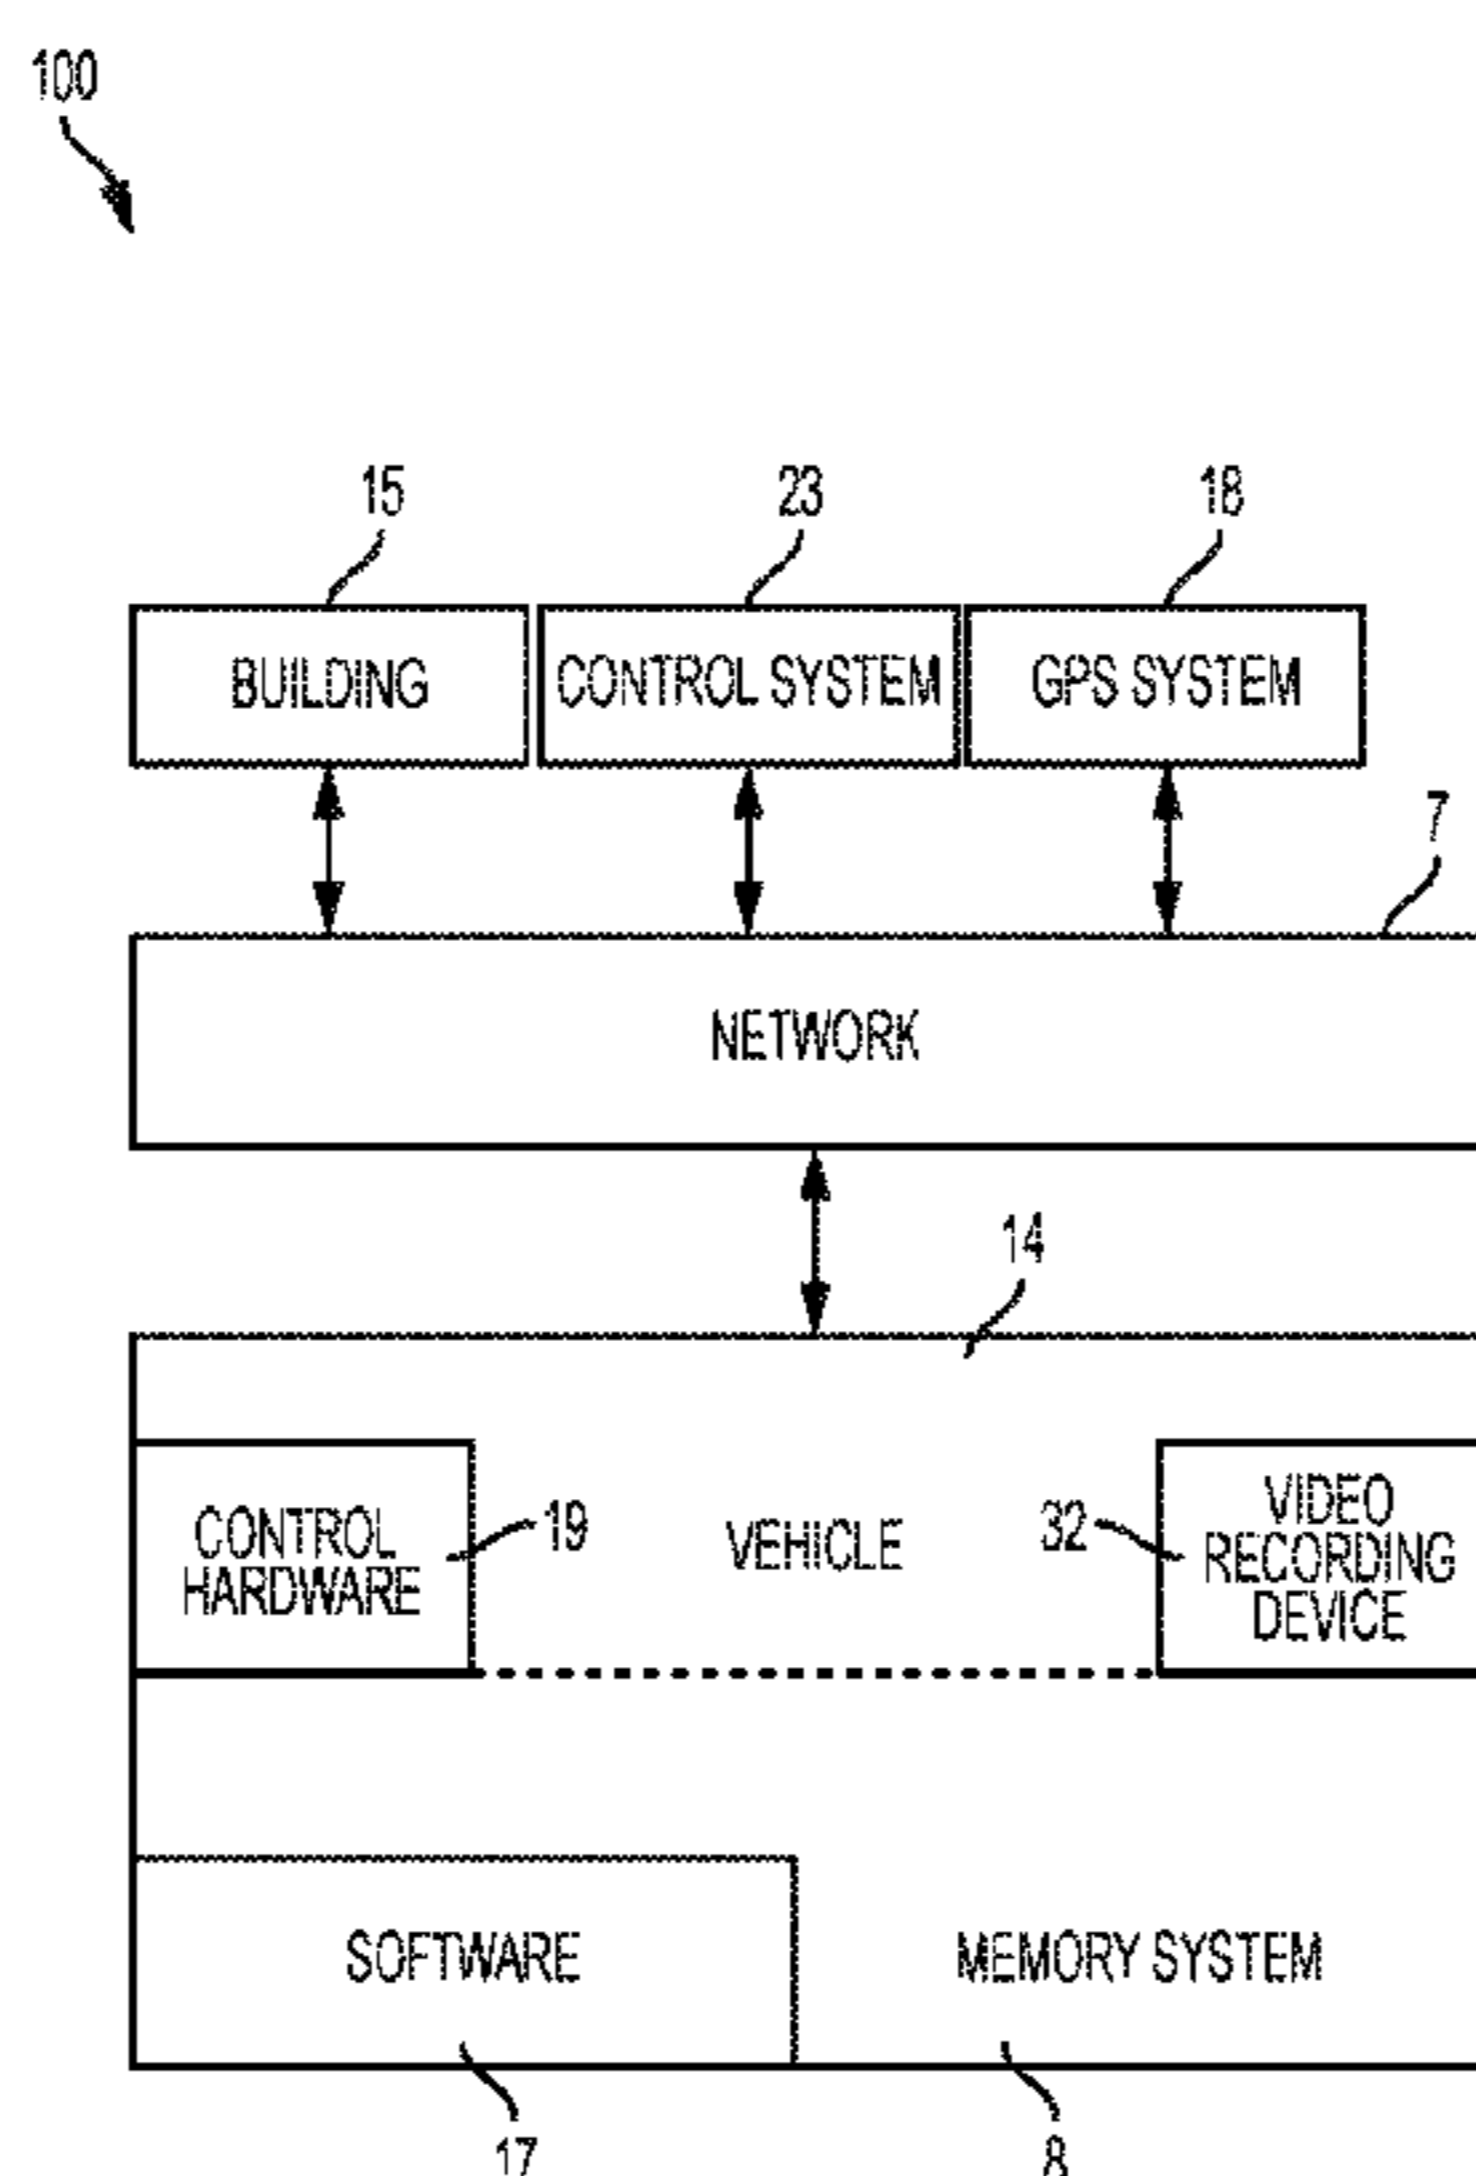 100
15
23
18
BUILDING
CONTROL SYSTEM
GPS SYSTEM
7
NETWORK
14
CONTROL
HARDWARE
19
VEHICLE
32
VIDEO
RECORDING
DEVICE
SOFTWARE
MEMORY SYSTEM
17
8